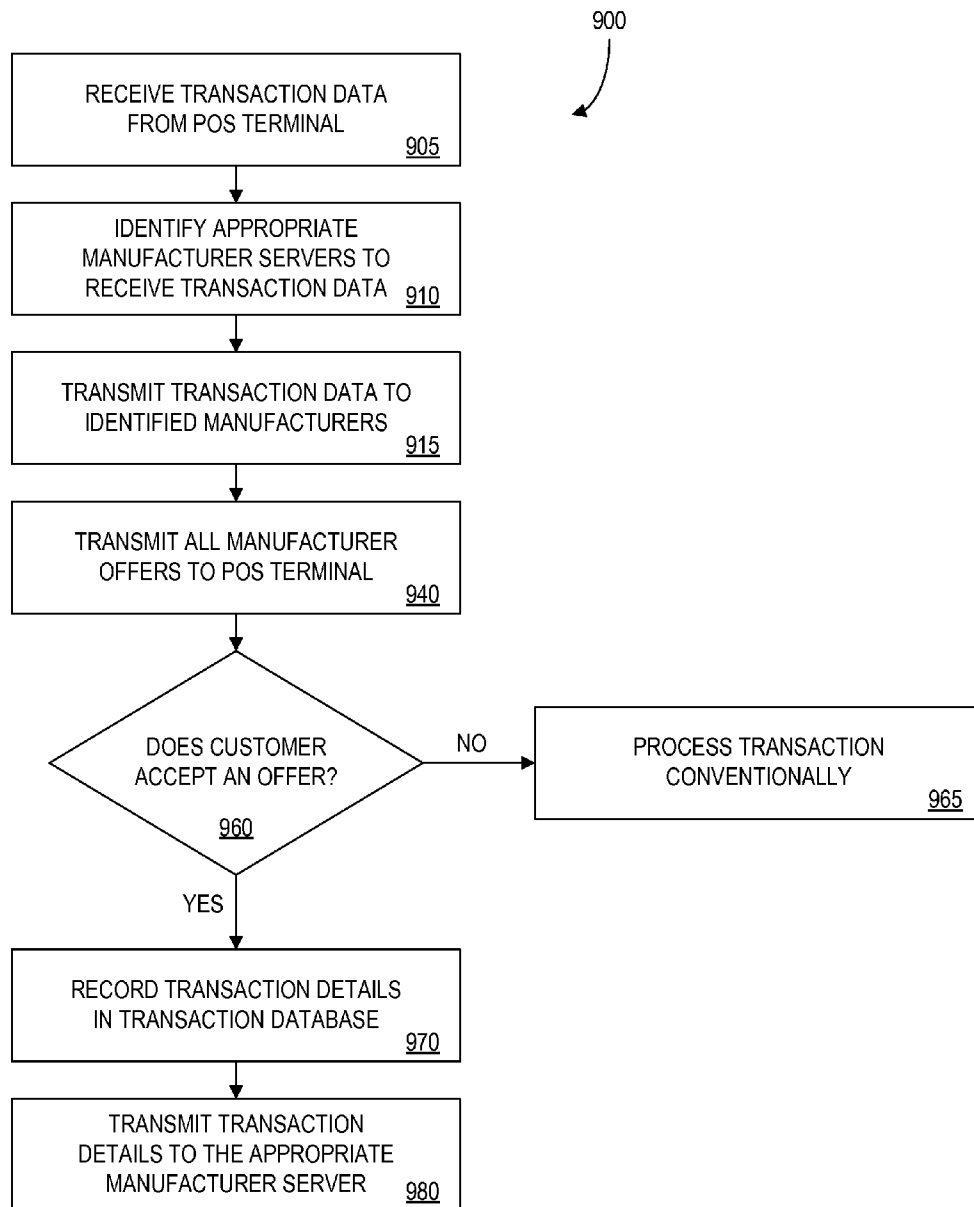 900
RECEIVE TRANSACTION DATA
FROM POS TERMINAL
905
IDENTIFY APPROPRIATE
MANUFACTURER SERVERS TO
RECEIVE TRANSACTION DATA
910
TRANSMIT TRANSACTION DATA TO
IDENTIFIED MANUFACTURERS
915
TRANSMIT ALL MANUFACTURER
OFFERS TO POS TERMINAL
940
DOES CUSTOMER
ACCEPT AN OFFER?
960
NO
PROCESS TRANSACTION
CONVENTIONALLY
965
YES
RECORD TRANSACTION DETAILS
IN TRANSACTION DATABASE
970
TRANSMIT TRANSACTION
DETAILS TO THE APPROPRIATE
MANUFACTURER SERVER
980